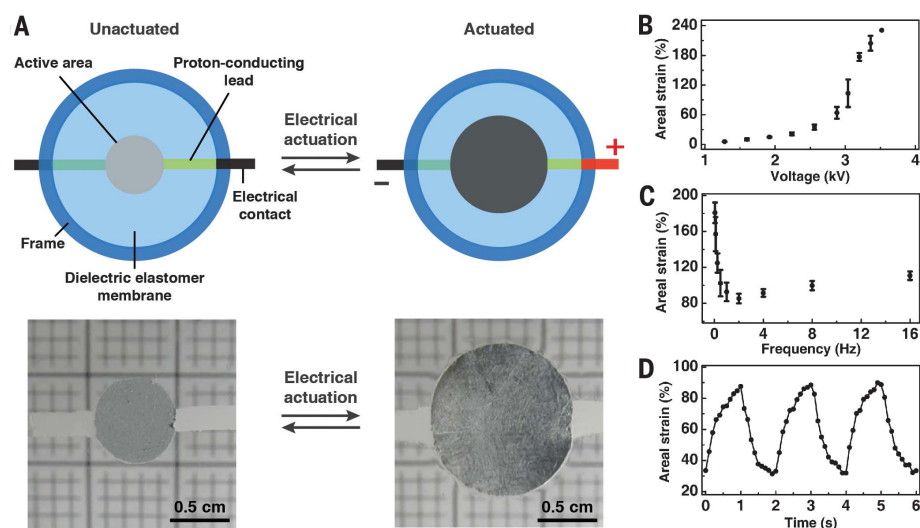 A
Unactuated
Actuated
Active area
Proton-conducting
lead
Electrical
actuation
+
−
Electrical
contact
Frame
Dielectric elastomer
membrane
Electrical
actuation
0.5 cm
0.5 cm
B
Areal strain (%)
240
180
120
60
0
1
2
3
4
Voltage (kV)
C
Areal strain (%)
200
160
120
80
0
4
8
12
16
Frequency (Hz)
D
Areal strain (%)
100
80
60
40
20
0
1
2
3
4
5
6
Time (s)